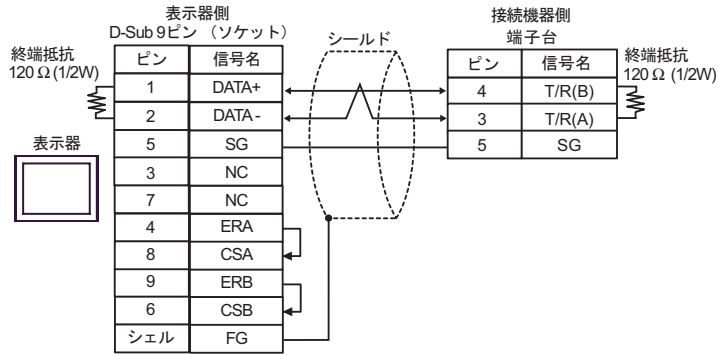 表示器側
D-Sub 9ピン （ソケット）
シールド
接続機器側
端子台
終端抵抗
120 Ω (1/2W)
ピン 信号名
1 DATA+
2 DATA-
5 SG
3 NC
7 NC
4 ERA
8 CSA
9 ERB
6 CSB
シェル FG
表示器
ピン 信号名
4 T/R(B)
3 T/R(A)
5 SG
終端抵抗
120 Ω (1/2W)